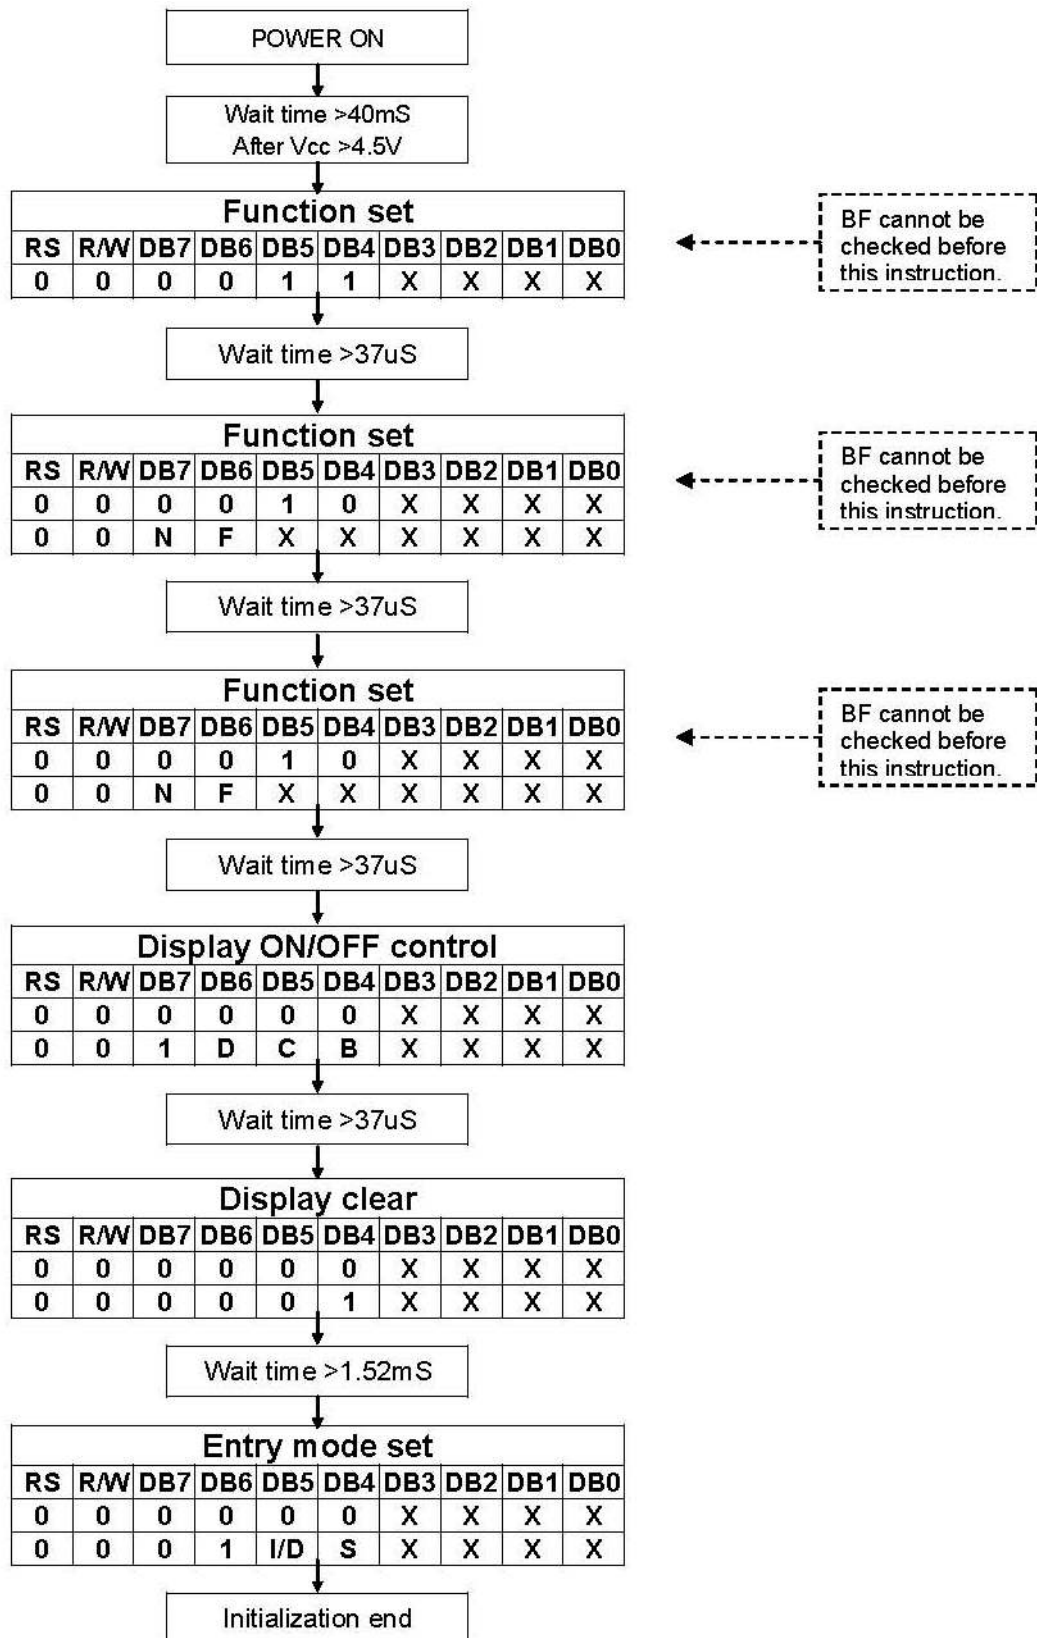 POWER ON
Wait time >40mS
After Vcc >4.5V
Function set
RS R/W DB7 DB6 DB5 DB4 DB3 DB2 DB1 DB0
0 0 0 0 1 1 X X X X
BF cannot be
checked before
this instruction.
Wait time >37uS
Function set
RS R/W DB7 DB6 DB5 DB4 DB3 DB2 DB1 DB0
0 0 0 0 1 0 X X X X
0 0 N F X X X X X X
BF cannot be
checked before
this instruction.
Wait time >37uS
Function set
RS R/W DB7 DB6 DB5 DB4 DB3 DB2 DB1 DB0
0 0 0 0 1 0 X X X X
0 0 N F X X X X X X
BF cannot be
checked before
this instruction.
Wait time >37uS
Display ON/OFF control
RS R/W DB7 DB6 DB5 DB4 DB3 DB2 DB1 DB0
0 0 0 0 0 0 X X X X
0 0 1 D C B X X X X
Wait time >37uS
Display clear
RS R/W DB7 DB6 DB5 DB4 DB3 DB2 DB1 DB0
0 0 0 0 0 0 X X X X
0 0 0 0 0 1 X X X X
Wait time >1.52mS
Entry mode set
RS R/W DB7 DB6 DB5 DB4 DB3 DB2 DB1 DB0
0 0 0 0 0 0 X X X X
0 0 0 1 I/D S X X X X
Initialization end